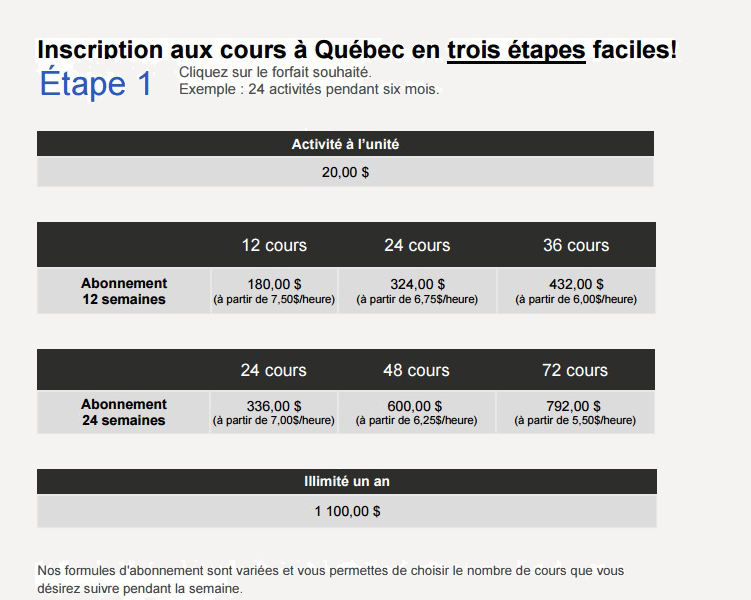 Inscription aux cours à Québec en trois étapes faciles!
Étape 1
Cliquez sur le forfait souhaité.
Exemple : 24 activités pendant six mois.
Activité à l'unité
20,00 $
12 cours 24 cours 36 cours
Abonnement 12 semaines
180,00 $ 324,00 $ 432,00 $
(à partir de 7,50$/heure) (à partir de 6,75$/heure) (à partir de 6,00$/heure)
24 cours 48 cours 72 cours
Abonnement 24 semaines
336,00 $ 600,00 $ 792,00 $
(à partir de 7,00$/heure) (à partir de 6,25$/heure) (à partir de 5,50$/heure)
Illimité un an
1 100,00 $
Nos formules d'abonnement sont variées et vous permettes de choisir le nombre de cours que vous
désirez suivre pendant la semaine.